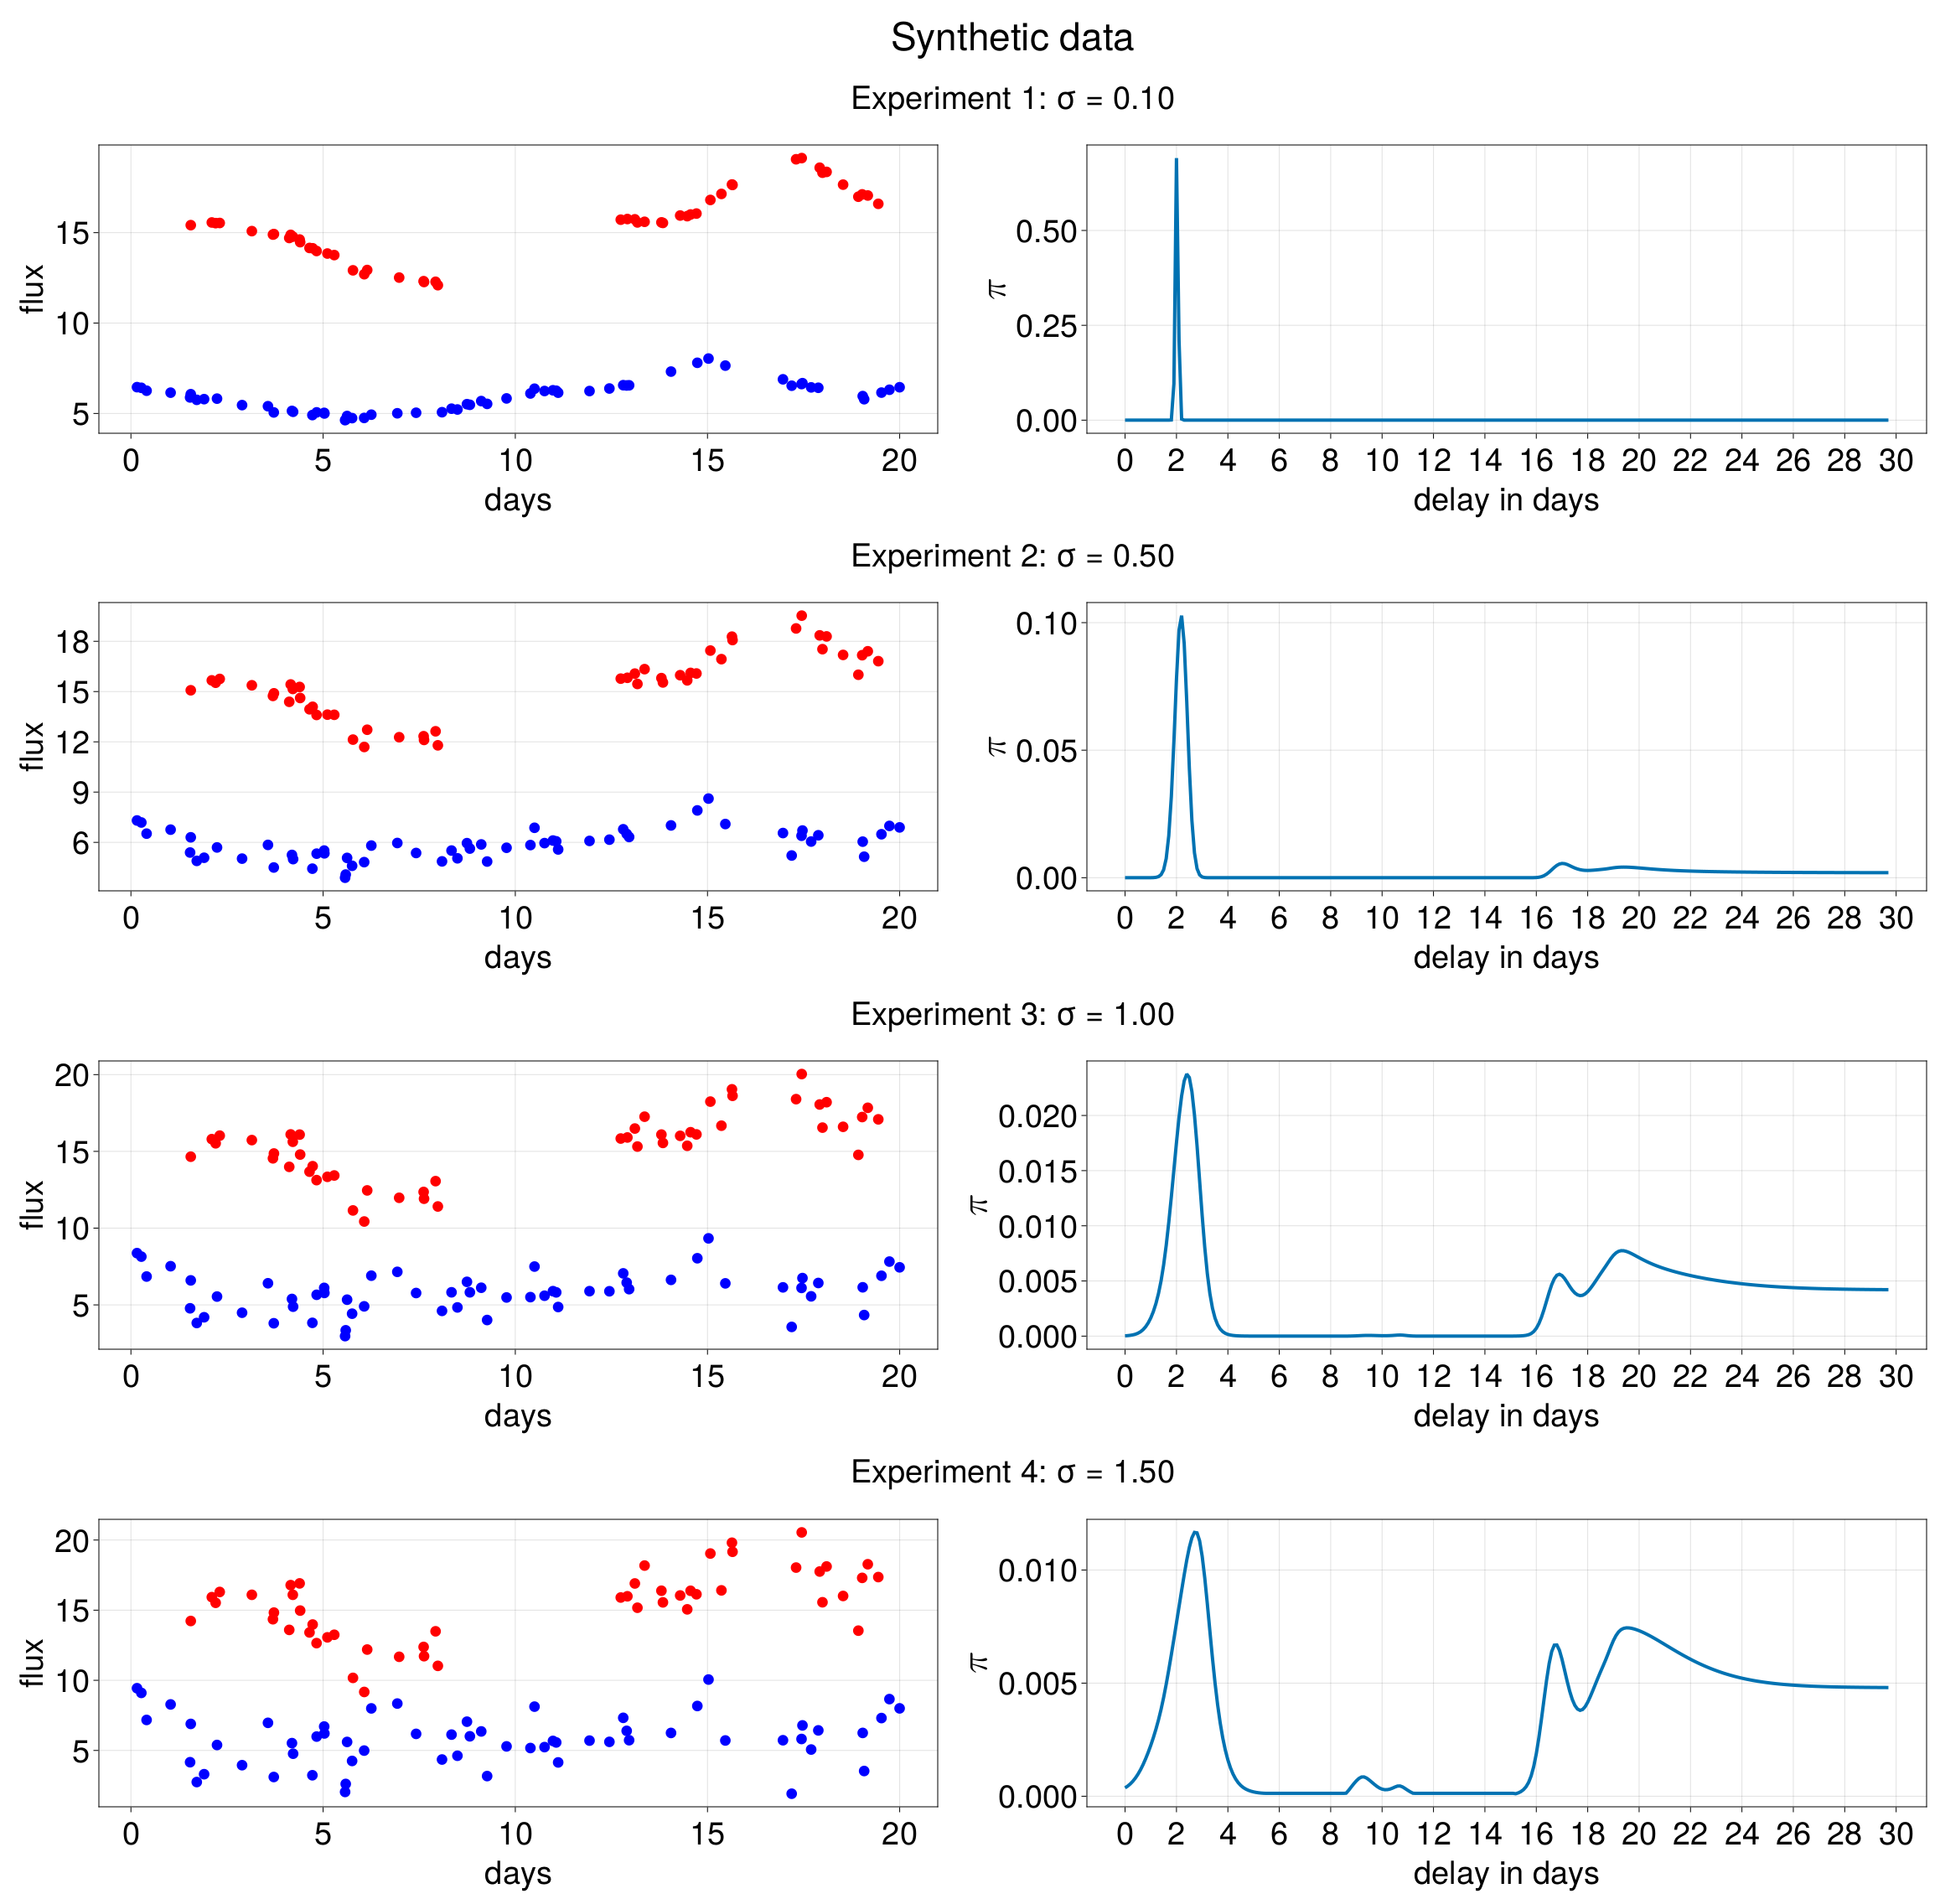 Synthetic data
Experiment 1: σ = 0.10
flux
15
10
5
0 5 10 15 20
days
π
0.50
0.25
0.00
0 2 4 6 8 10 12 14 16 18 20 22 24 26 28 30
delay in days
Experiment 2: σ = 0.50
flux
18
15
12
9
6
0 5 10 15 20
days
π
0.10
0.05
0.00
0 2 4 6 8 10 12 14 16 18 20 22 24 26 28 30
delay in days
Experiment 3: σ = 1.00
flux
20
15
10
5
0 5 10 15 20
days
π
0.020
0.015
0.010
0.005
0.000
0 2 4 6 8 10 12 14 16 18 20 22 24 26 28 30
delay in days
Experiment 4: σ = 1.50
flux
20
15
10
5
0 5 10 15 20
days
π
0.010
0.005
0.000
0 2 4 6 8 10 12 14 16 18 20 22 24 26 28 30
delay in days